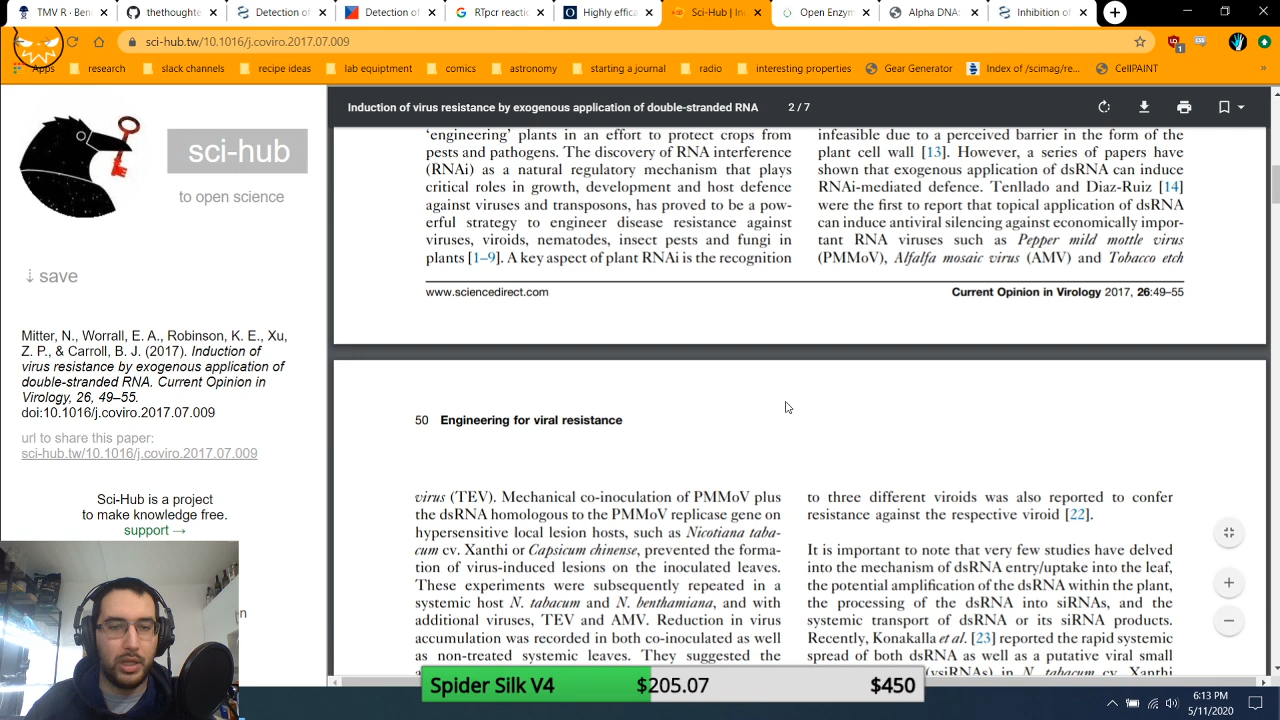 TMV R · Ben
thethoughte
Detection of
Detection of
RTpcr reactio
Highly effica
Sci-Hub | In
Open Enzym
Alpha DNA:
Inhibition of
sci-hub.tw/10.1016/j.coviro.2017.07.009
Apps
research
slack channels
recipe ideas
lab equiptment
comics
astronomy
starting a journal
radio
interesting properties
Gear Generator
Index of /scimag/re...
CellPAINT
»
sci-hub
to open science
↓ save
Mitter, N., Worrall, E. A., Robinson, K. E., Xu,
Z. P., & Carroll, B. J. (2017). Induction of
virus resistance by exogenous application of
double-stranded RNA. Current Opinion in
Virology, 26, 49–55.
doi:10.1016/j.coviro.2017.07.009
url to share this paper:
sci-hub.tw/10.1016/j.coviro.2017.07.009
Sci-Hub is a project
to make knowledge free.
support →
Induction of virus resistance by exogenous application of double-stranded RNA
2 / 7
'engineering' plants in an effort to protect crops from
pests and pathogens. The discovery of RNA interference
(RNAi) as a natural regulatory mechanism that plays
critical roles in growth, development and host defence
against viruses and transposons, has proved to be a pow-
erful strategy to engineer disease resistance against
viruses, viroids, nematodes, insect pests and fungi in
plants [1–9]. A key aspect of plant RNAi is the recognition
infeasible due to a perceived barrier in the form of the
plant cell wall [13]. However, a series of papers have
shown that exogenous application of dsRNA can induce
RNAi-mediated defence. Tenllado and Diaz-Ruiz [14]
were the first to report that topical application of dsRNA
can induce antiviral silencing against economically impor-
tant RNA viruses such as Pepper mild mottle virus
(PMMoV), Alfalfa mosaic virus (AMV) and Tobacco etch
www.sciencedirect.com
Current Opinion in Virology 2017, 26:49–55
50 Engineering for viral resistance
virus (TEV). Mechanical co-inoculation of PMMoV plus
the dsRNA homologous to the PMMoV replicase gene on
hypersensitive local lesion hosts, such as Nicotiana taba-
cum cv. Xanthi or Capsicum chinense, prevented the forma-
tion of virus-induced lesions on the inoculated leaves.
These experiments were subsequently repeated in a
systemic host N. tabacum and N. benthamiana, and with
additional viruses, TEV and AMV. Reduction in virus
accumulation was recorded in both co-inoculated as well
as non-treated systemic leaves. They suggested the
to three different viroids was also reported to confer
resistance against the respective viroid [22].
It is important to note that very few studies have delved
into the mechanism of dsRNA entry/uptake into the leaf,
the potential amplification of the dsRNA within the plant,
the processing of the dsRNA into siRNAs, and the
systemic transport of dsRNA or its siRNA products.
Recently, Konakalla et al. [23] reported the rapid systemic
spread of both dsRNA as well as a putative viral small
(vsiRNAs) in N. tabacum cv. Xanthi
Spider Silk V4
$205.07
$450
6:13 PM
5/11/2020